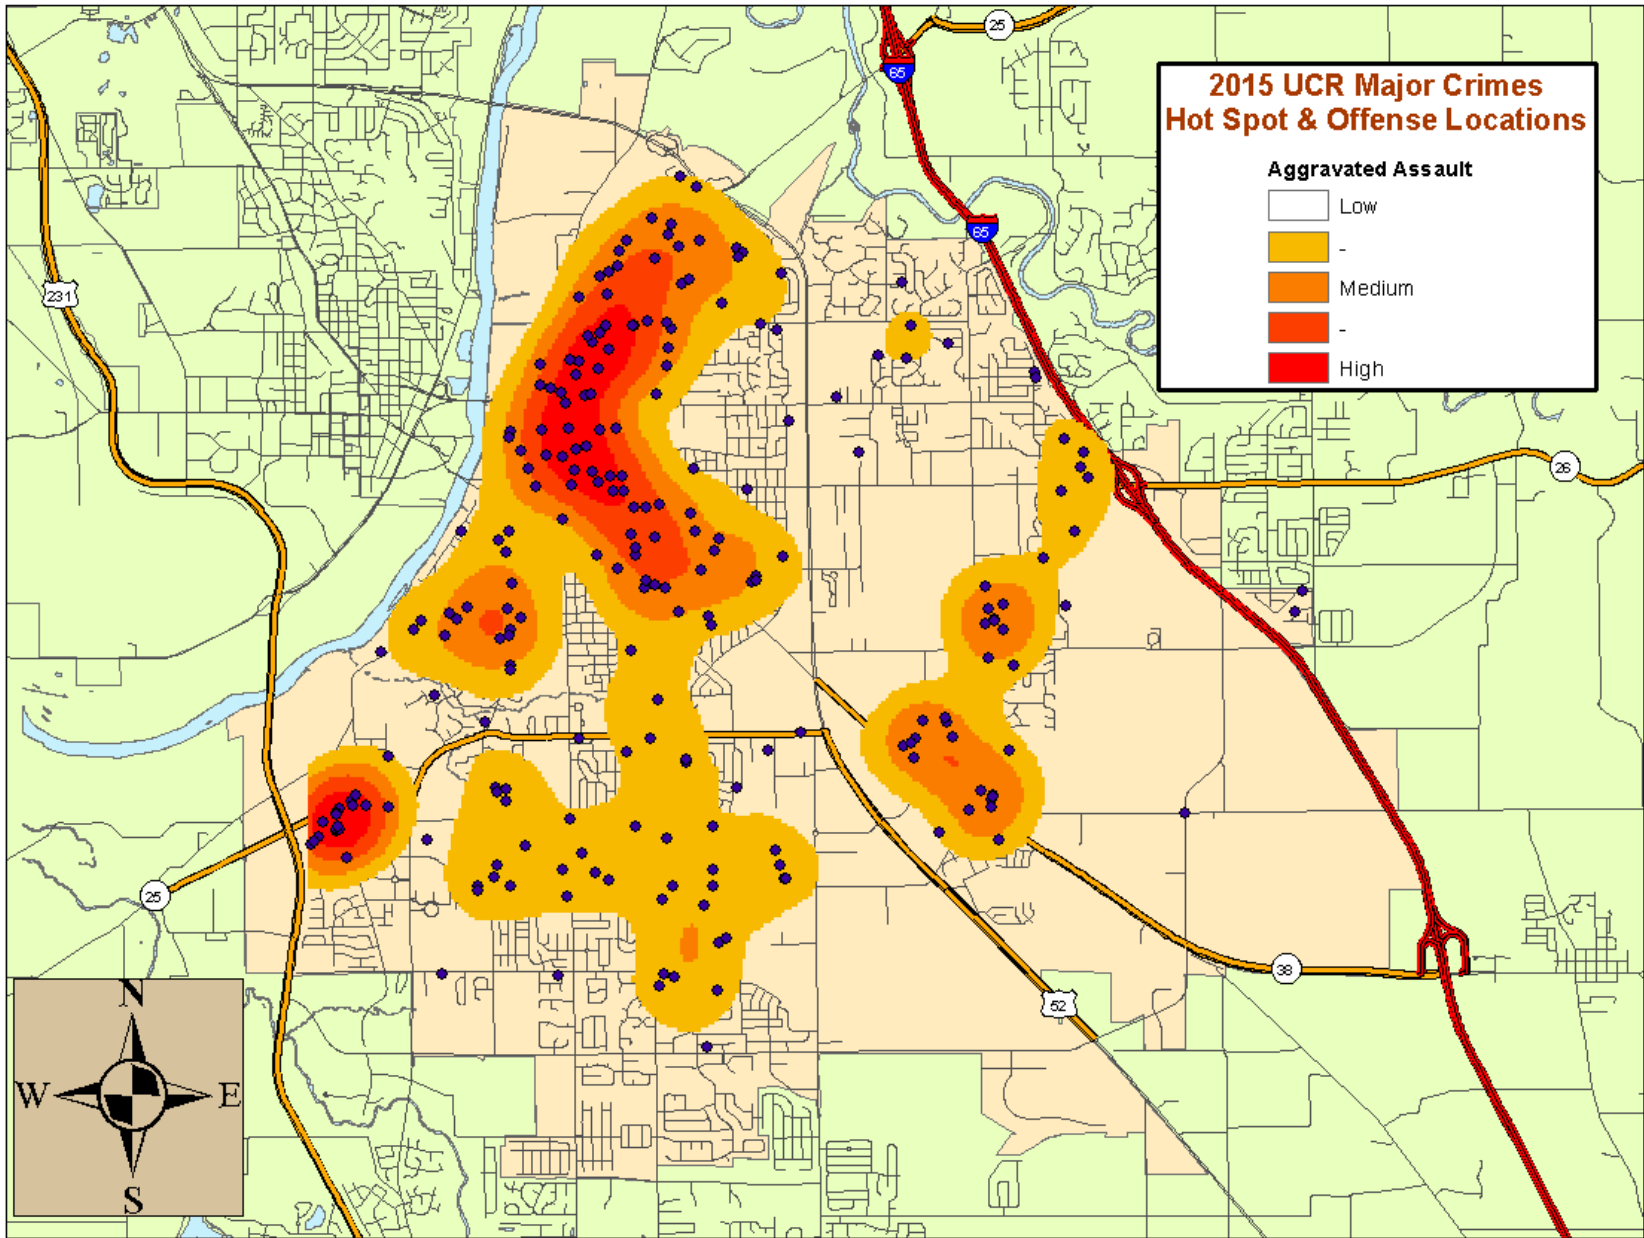 25
65
2015 UCR Major Crimes
Hot Spot & Offense Locations
Aggravated Assault
Low
-
Medium
-
High
65
231
26
25
38
52
N
W E
S